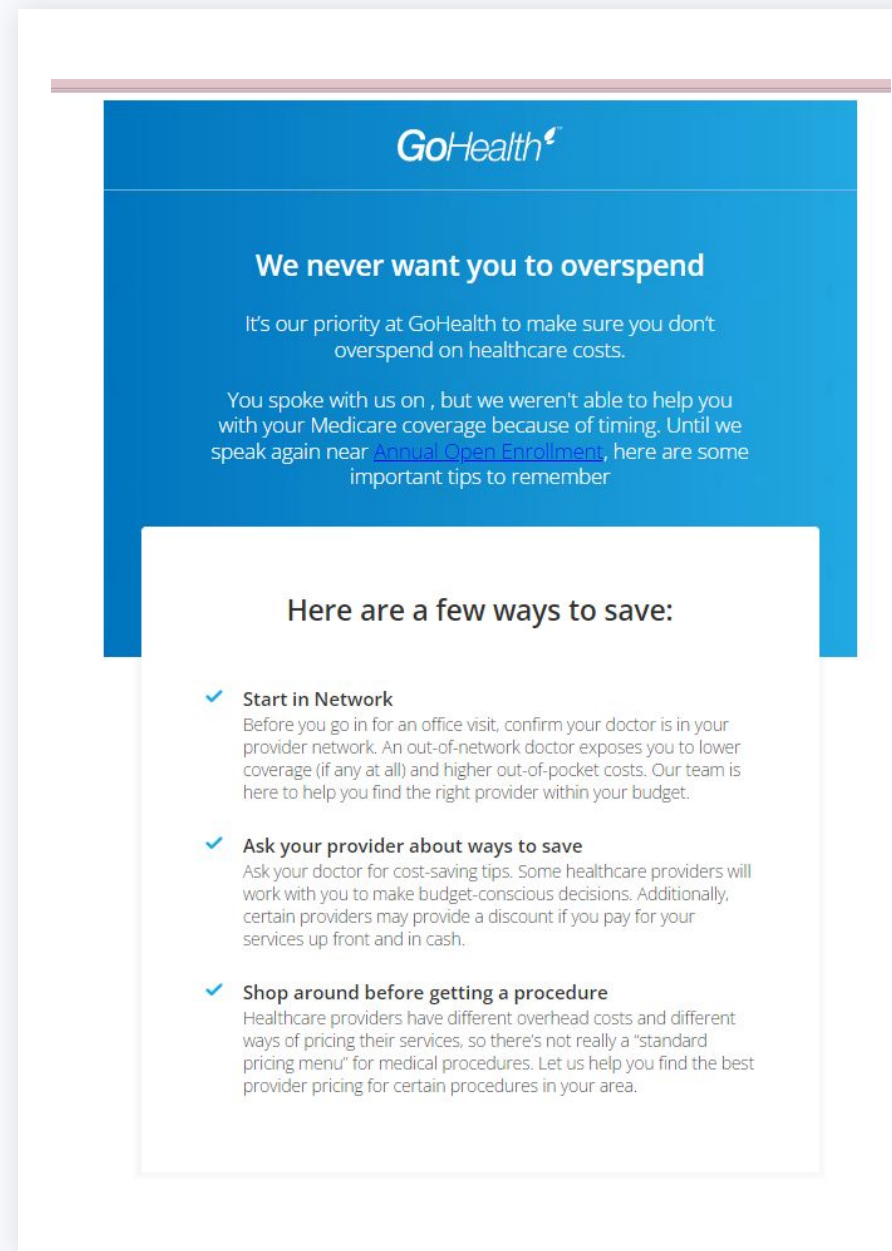 GoHealth
We never want you to overspend
It's our priority at GoHealth to make sure you don't
overspend on healthcare costs.
You spoke with us on , but we weren't able to help you
with your Medicare coverage because of timing. Until we
speak again near Annual Open Enrollment, here are some
important tips to remember
Here are a few ways to save:
Start in Network
Before you go in for an office visit, confirm your doctor is in your
provider network. An out-of-network doctor exposes you to lower
coverage (if any at all) and higher out-of-pocket costs. Our team is
here to help you find the right provider within your budget.
Ask your provider about ways to save
Ask your doctor for cost-saving tips. Some healthcare providers will
work with you to make budget-conscious decisions. Additionally,
certain providers may provide a discount if you pay for your
services up front and in cash.
Shop around before getting a procedure
Healthcare providers have different overhead costs and different
ways of pricing their services, so there's not really a “standard
pricing menu” for medical procedures. Let us help you find the best
provider pricing for certain procedures in your area.